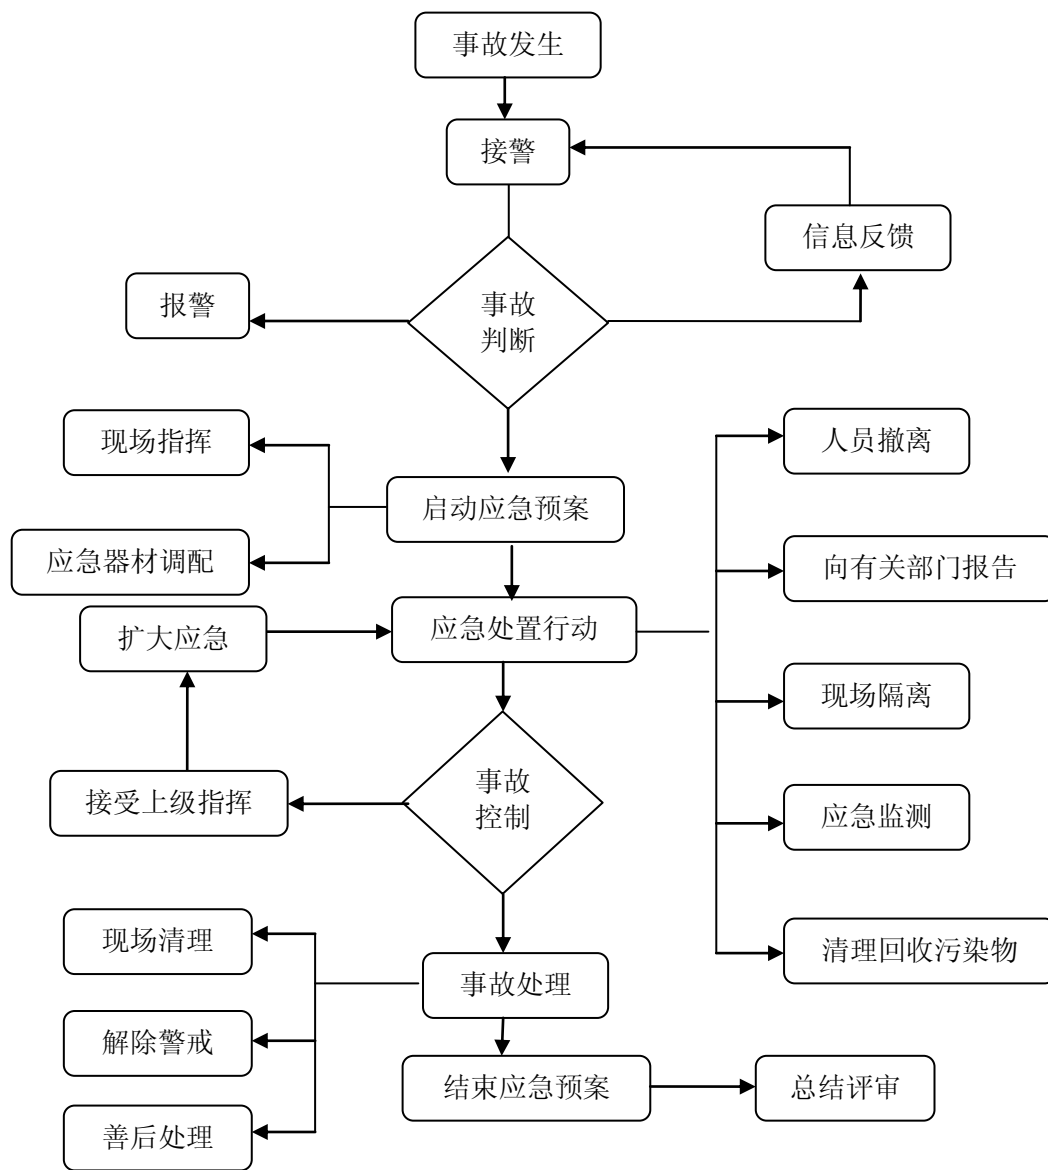 事故发生
接警
信息反馈
报警
事故
判断
现场指挥
人员撤离
启动应急预案
应急器材调配
向有关部门报告
扩大应急
应急处置行动
现场隔离
接受上级指挥
事故
控制
应急监测
现场清理
清理回收污染物
事故处理
解除警戒
结束应急预案
总结评审
善后处理